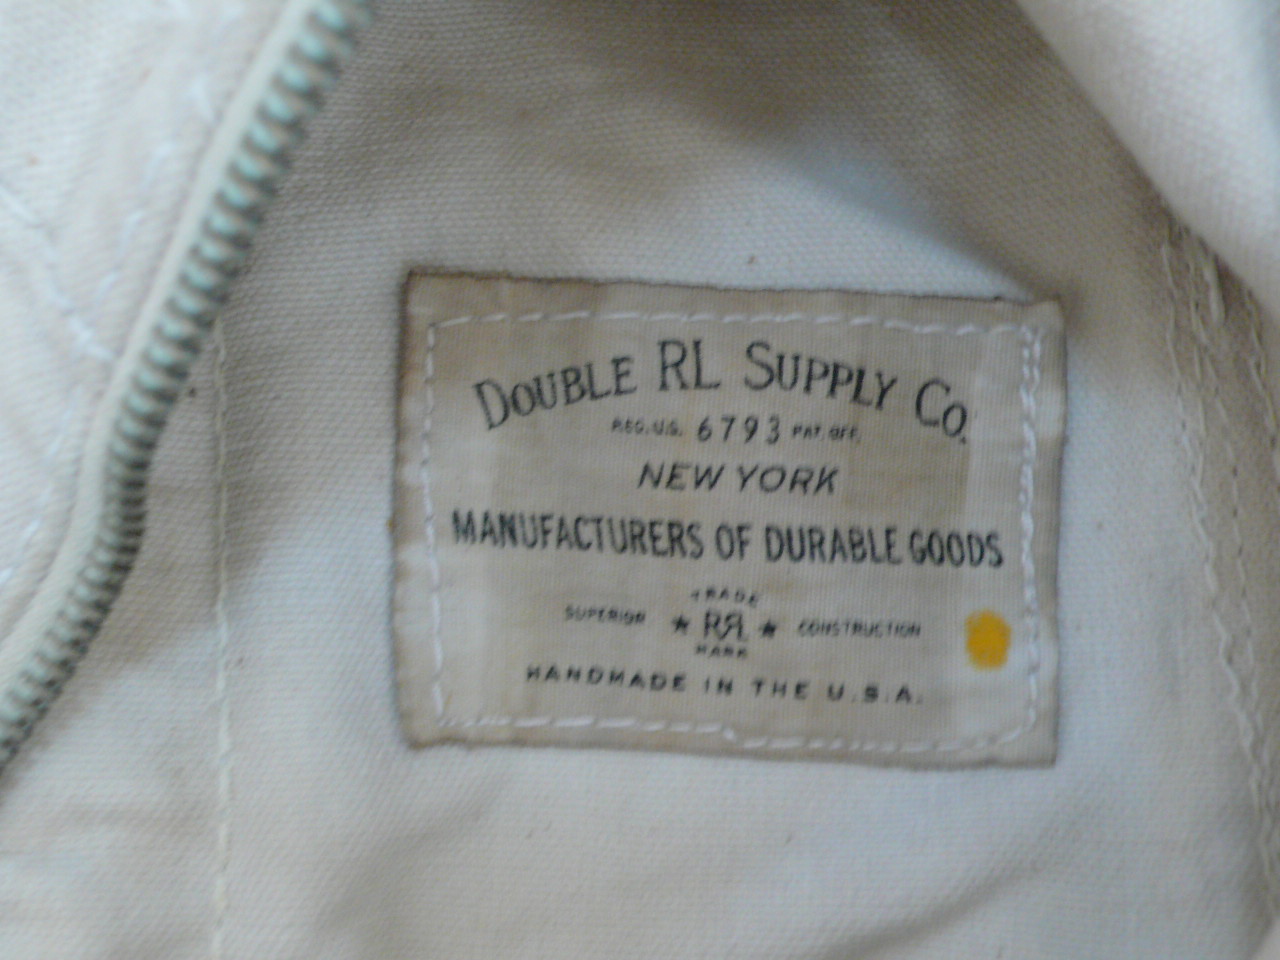 DOUBLE RL SUPPLY CO.
REG. U.S. 6793 PAT. OFF.
NEW YORK
MANUFACTURERS OF DURABLE GOODS
TRADE
SUPERIOR ★ RRL ★ CONSTRUCTION
MARK
HANDMADE IN THE U.S.A.